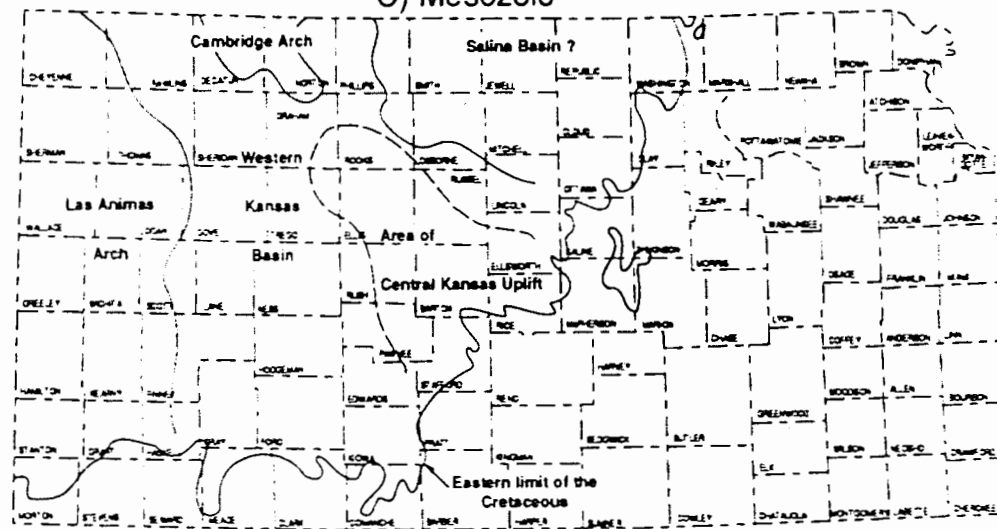 C) Mesozoic
Cambridge Arch
Salina Basin ?
CHEYENNE
RAWLINS
DECATUR
NORTON
PHILLIPS
SMITH
JEWELL
REPUBLIC
WASHINGTON
MARSHALL
NEMAHA
BROWN
DONIPHAN
ATCHISON
GRAHAM
CLOUD
POTTAWATOMIE
JACKSON
SHERMAN
THOMAS
SHERIDAN
Western
ROOKS
OSBORNE
MITCHELL
CLAY
RILEY
JEFFERSON
RUSSEL
OTTAWA
Las Animas
Kansas
LINCOLN
GEARY
WABAUNSEE
SHAWNEE
DOUGLAS
JOHNSON
WALLACE
LOGAN
GOVE
TREGO
ELLIS
Area of
SALINE
DICKINSON
MORRIS
Arch
Basin
ELLSWORTH
OSAGE
FRANKLIN
MIAMI
Central Kansas Uplift
GREELEY
WICHITA
SCOTT
LANE
NESS
RUSH
BARTON
RICE
McPHERSON
MARION
CHASE
LYON
COFFEY
ANDERSON
LINN
PAWNEE
HODGEMAN
STAFFORD
HARVEY
HAMILTON
KEARNY
FINNEY
EDWARDS
RENO
GREENWOOD
WOODSON
ALLEN
BOURBON
STANTON
GRANT
GRAY
FORD
PRATT
SEDGWICK
BUTLER
KIOWA
KINGMAN
ELK
WILSON
NEOSHO
CRAWFORD
Eastern limit of the
Cretaceous
MORTON
STEVENS
SEWARD
MEADE
CLARK
COMANCHE
BARBER
HARPER
SUMNER
COWLEY
CHATAUQUA
MONTGOMERY
LABETTE
CHEROKEE